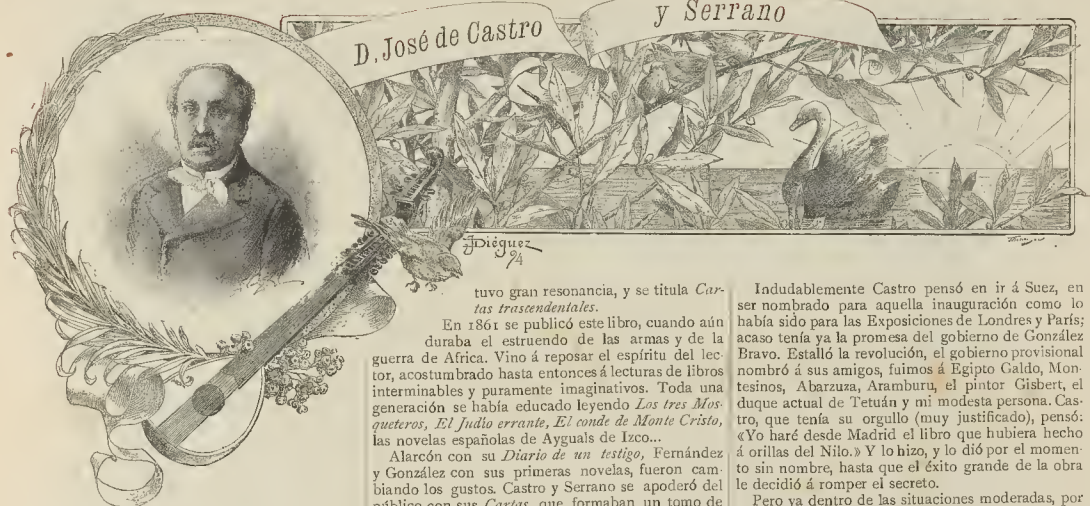 D. José de Castro
y Serrano
JDiéguez
94
tuvo gran resonancia, y se titula Car-
tas trascendentales.
En 1861 se publicó este libro, cuando aún
duraba el estruendo de las armas y de la
guerra de Africa. Vino á reposar el espíritu del lec-
tor, acostumbrado hasta entonces á lecturas de libros
interminables y puramente imaginativos. Toda una
generación se había educado leyendo Los tres Mos-
queteros, El Judío errante, El conde de Monte Cristo,
las novelas españolas de Ayguals de Izco...
Alarcón con su Diario de un testigo, Fernández
y González con sus primeras novelas, fueron cam-
biando los gustos. Castro y Serrano se apoderó del
público con sus Cartas, que formaban un tomo de
Indudablemente Castro pensó en ir á Suez, en
ser nombrado para aquella inauguración como lo
había sido para las Exposiciones de Londres y París;
acaso tenía ya la promesa del gobierno de González
Bravo. Estalló la revolución, el gobierno provisional
nombró á sus amigos, fuimos á Egipto Galdo, Mon-
tesinos, Abarzuza, Aramburu, el pintor Gisbert, el
duque actual de Tetuán y mi modesta persona. Cas-
tro, que tenía su orgullo (muy justificado), pensó:
«Yo haré desde Madrid el libro que hubiera hecho
á orillas del Nilo.» Y lo hizo, y lo dió por el momen-
to sin nombre, hasta que el éxito grande de la obra
le decidió á romper el secreto.
Pero ya dentro de las situaciones moderadas, por